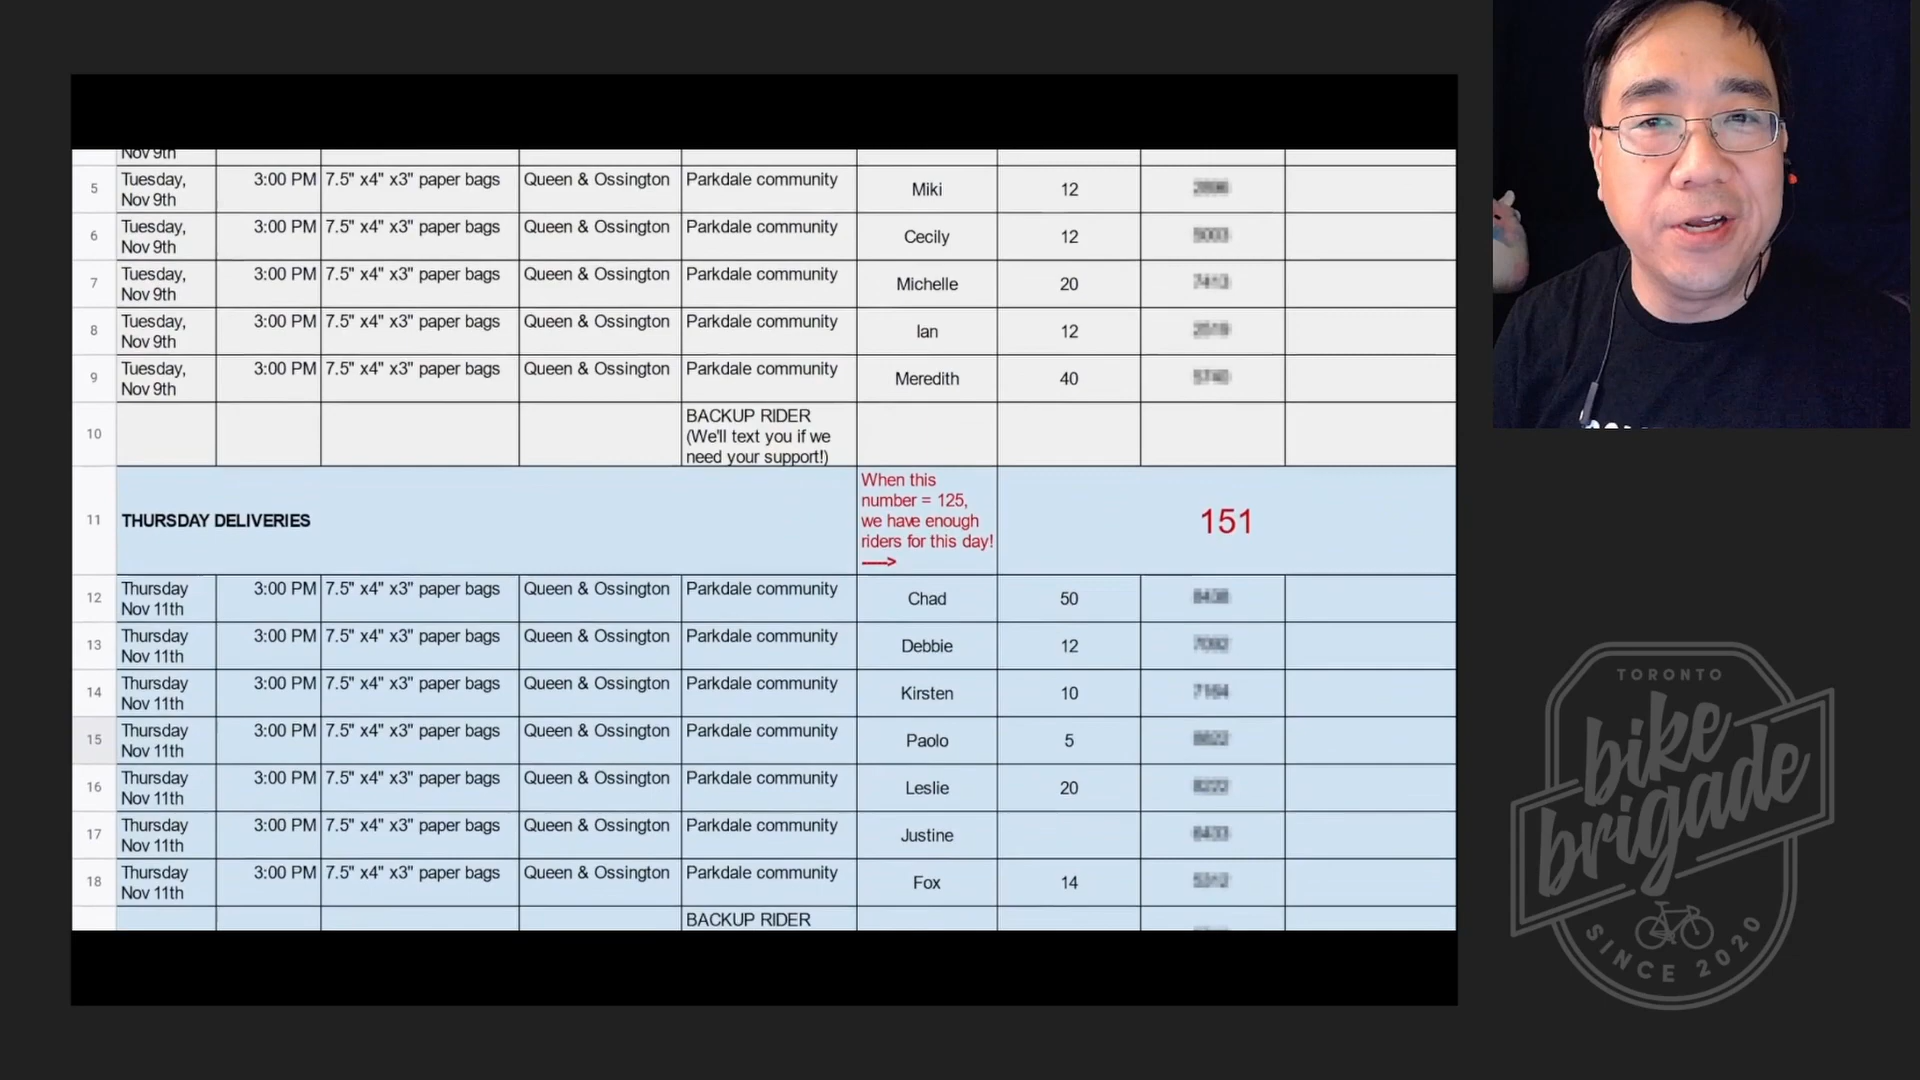 Nov 9th
5 Tuesday, Nov 9th 3:00 PM 7.5" x4" x3" paper bags Queen & Ossington Parkdale community Miki 12
6 Tuesday, Nov 9th 3:00 PM 7.5" x4" x3" paper bags Queen & Ossington Parkdale community Cecily 12
7 Tuesday, Nov 9th 3:00 PM 7.5" x4" x3" paper bags Queen & Ossington Parkdale community Michelle 20
8 Tuesday, Nov 9th 3:00 PM 7.5" x4" x3" paper bags Queen & Ossington Parkdale community Ian 12
9 Tuesday, Nov 9th 3:00 PM 7.5" x4" x3" paper bags Queen & Ossington Parkdale community Meredith 40
10 BACKUP RIDER
(We'll text you if we
need your support!)
11 THURSDAY DELIVERIES
When this
number = 125,
we have enough
riders for this day!
---->
151
12 Thursday Nov 11th 3:00 PM 7.5" x4" x3" paper bags Queen & Ossington Parkdale community Chad 50
13 Thursday Nov 11th 3:00 PM 7.5" x4" x3" paper bags Queen & Ossington Parkdale community Debbie 12
14 Thursday Nov 11th 3:00 PM 7.5" x4" x3" paper bags Queen & Ossington Parkdale community Kirsten 10
15 Thursday Nov 11th 3:00 PM 7.5" x4" x3" paper bags Queen & Ossington Parkdale community Paolo 5
16 Thursday Nov 11th 3:00 PM 7.5" x4" x3" paper bags Queen & Ossington Parkdale community Leslie 20
17 Thursday Nov 11th 3:00 PM 7.5" x4" x3" paper bags Queen & Ossington Parkdale community Justine
18 Thursday Nov 11th 3:00 PM 7.5" x4" x3" paper bags Queen & Ossington Parkdale community Fox 14
BACKUP RIDER
TORONTO
bike
brigade
SINCE 2020